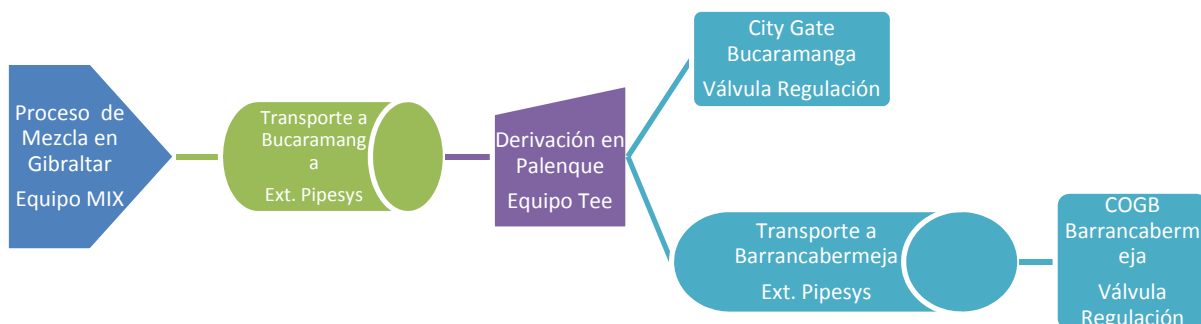 Proceso de
Mezcla en
Gibraltar
Equipo MIX
Transporte a
Bucaramang
a
Ext. Pipesys
Derivación en
Palenque
Equipo Tee
City Gate
Bucaramanga
Válvula Regulación
Transporte a
Barrancabermeja
Ext. Pipesys
COGB
Barrancaberm
eja
Válvula
Regulación